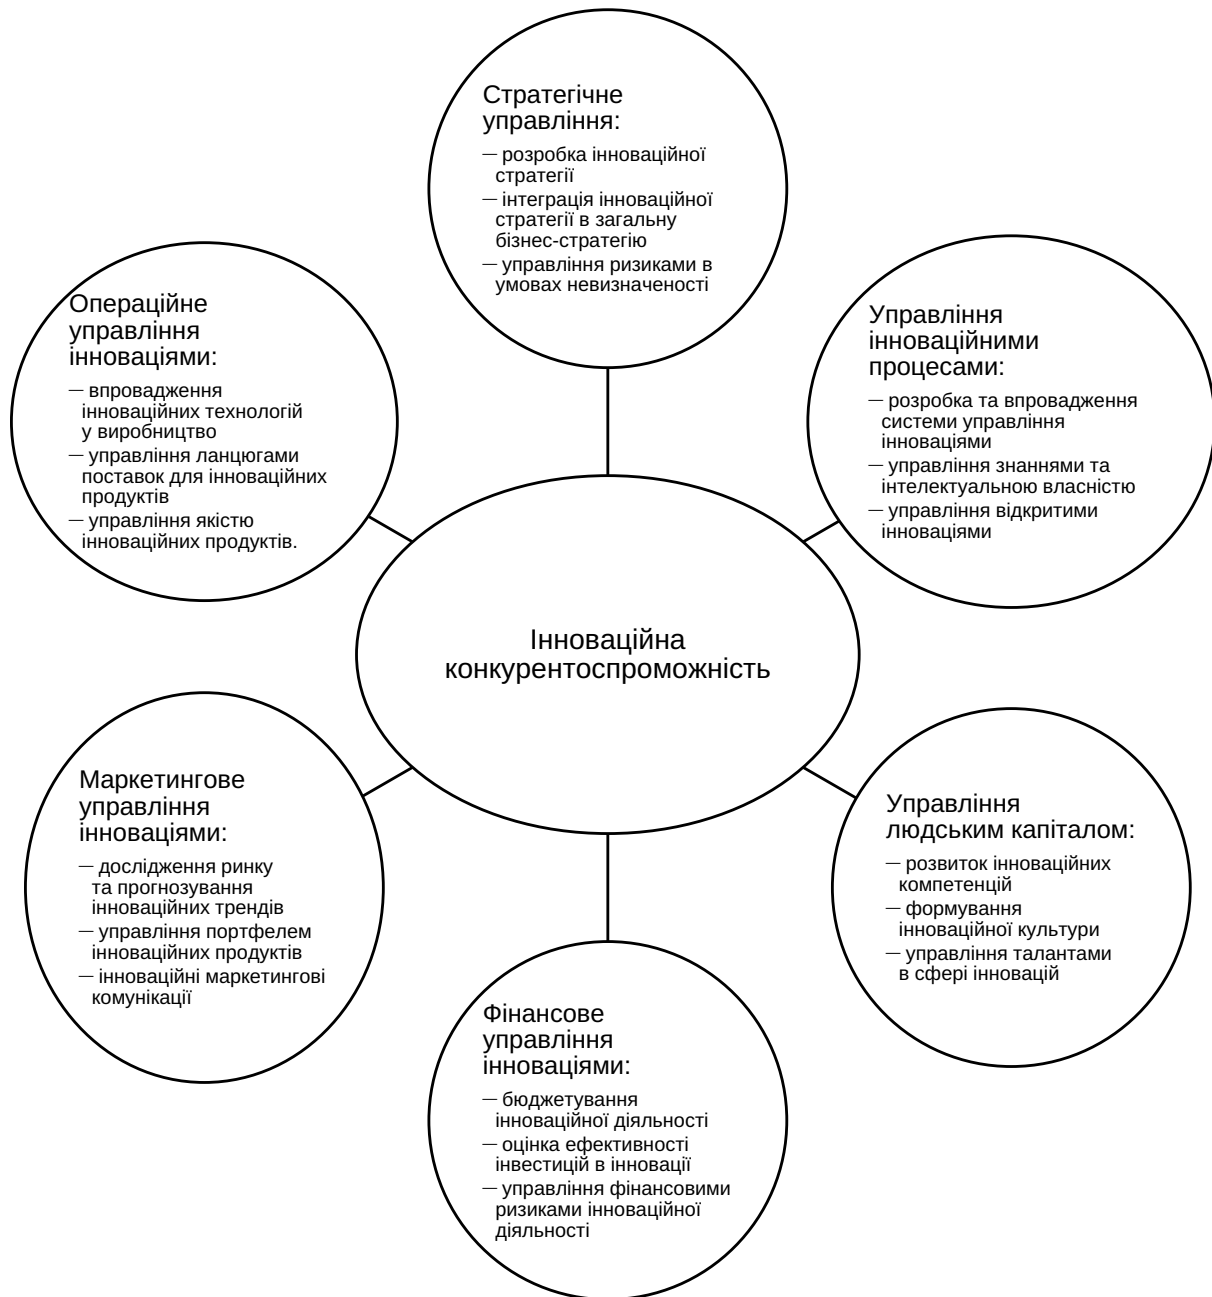 Стратегічне
управління:
— розробка інноваційної
стратегії
— інтеграція інноваційної
стратегії в загальну
бізнес-стратегію
— управління ризиками в
умовах невизначеності
Операційне
управління
інноваціями:
— впровадження
інноваційних технологій
у виробництво
— управління ланцюгами
поставок для інноваційних
продуктів
— управління якістю
інноваційних продуктів.
Управління
інноваційними
процесами:
— розробка та впровадження
системи управління
інноваціями
— управління знаннями та
інтелектуальною власністю
— управління відкритими
інноваціями
Інноваційна
конкурентоспроможність
Маркетингове
управління
інноваціями:
— дослідження ринку
та прогнозування
інноваційних трендів
— управління портфелем
інноваційних продуктів
— інноваційні маркетингові
комунікації
Управління
людським капіталом:
— розвиток інноваційних
компетенцій
— формування
інноваційної культури
— управління талантами
в сфері інновацій
Фінансове
управління
інноваціями:
— бюджетування
інноваційної діяльності
— оцінка ефективності
інвестицій в інновації
— управління фінансовими
ризиками інноваційної
діяльності